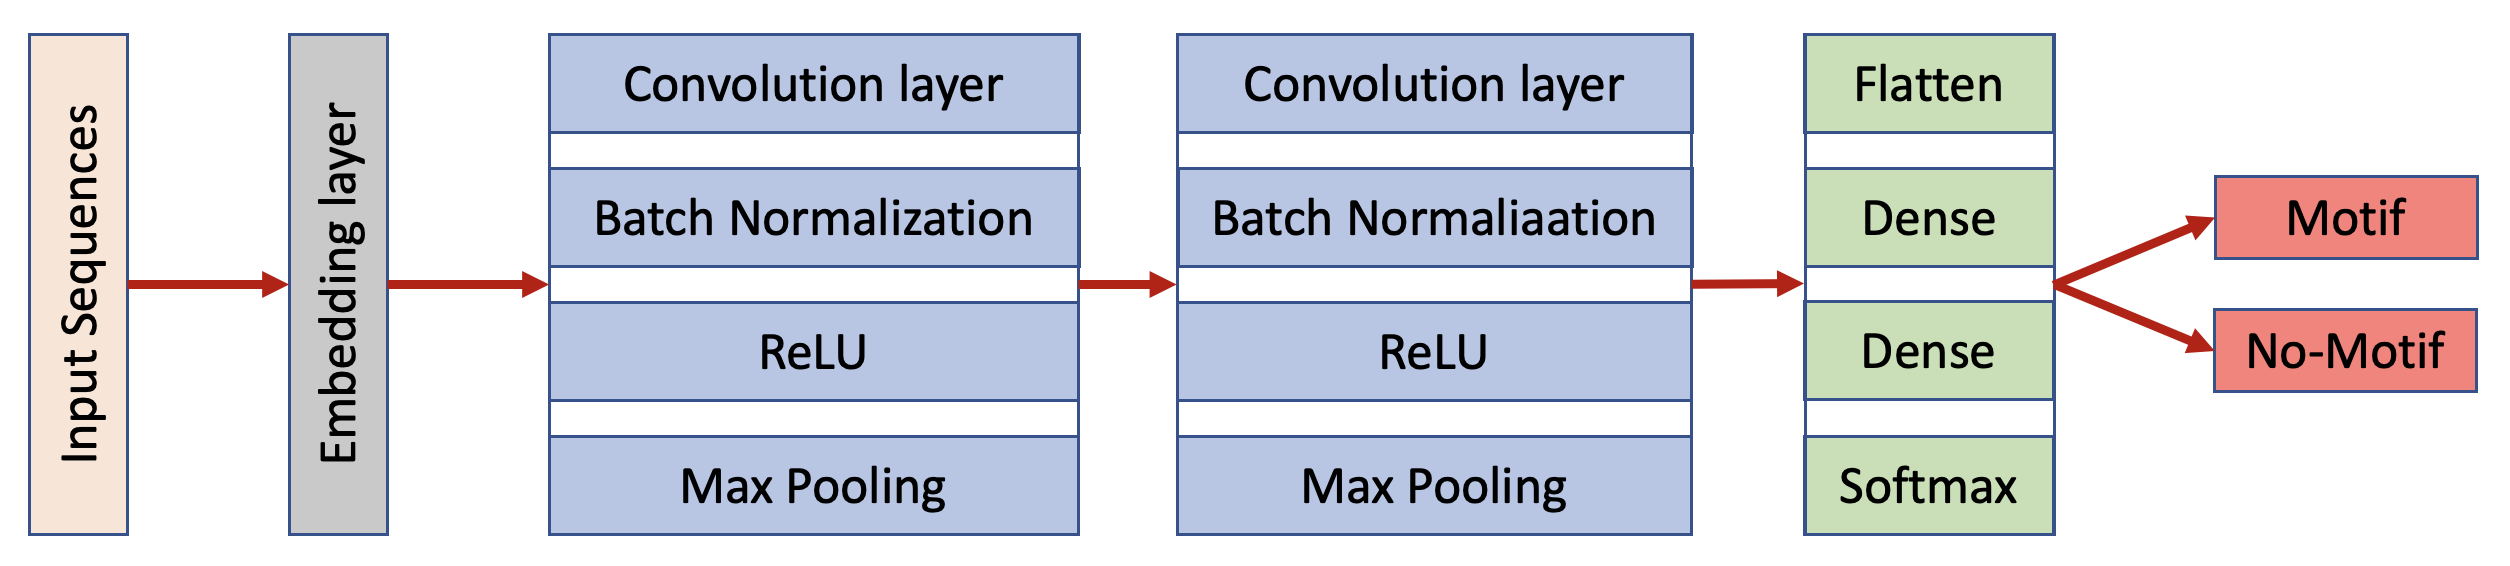 Input Sequences
Embedding layer
Convolution layer
Batch Normalization
ReLU
Max Pooling
Convolution layer
Batch Normaliaation
ReLU
Max Pooling
Flatten
Dense
Dense
Softmax
Motif
No-Motif